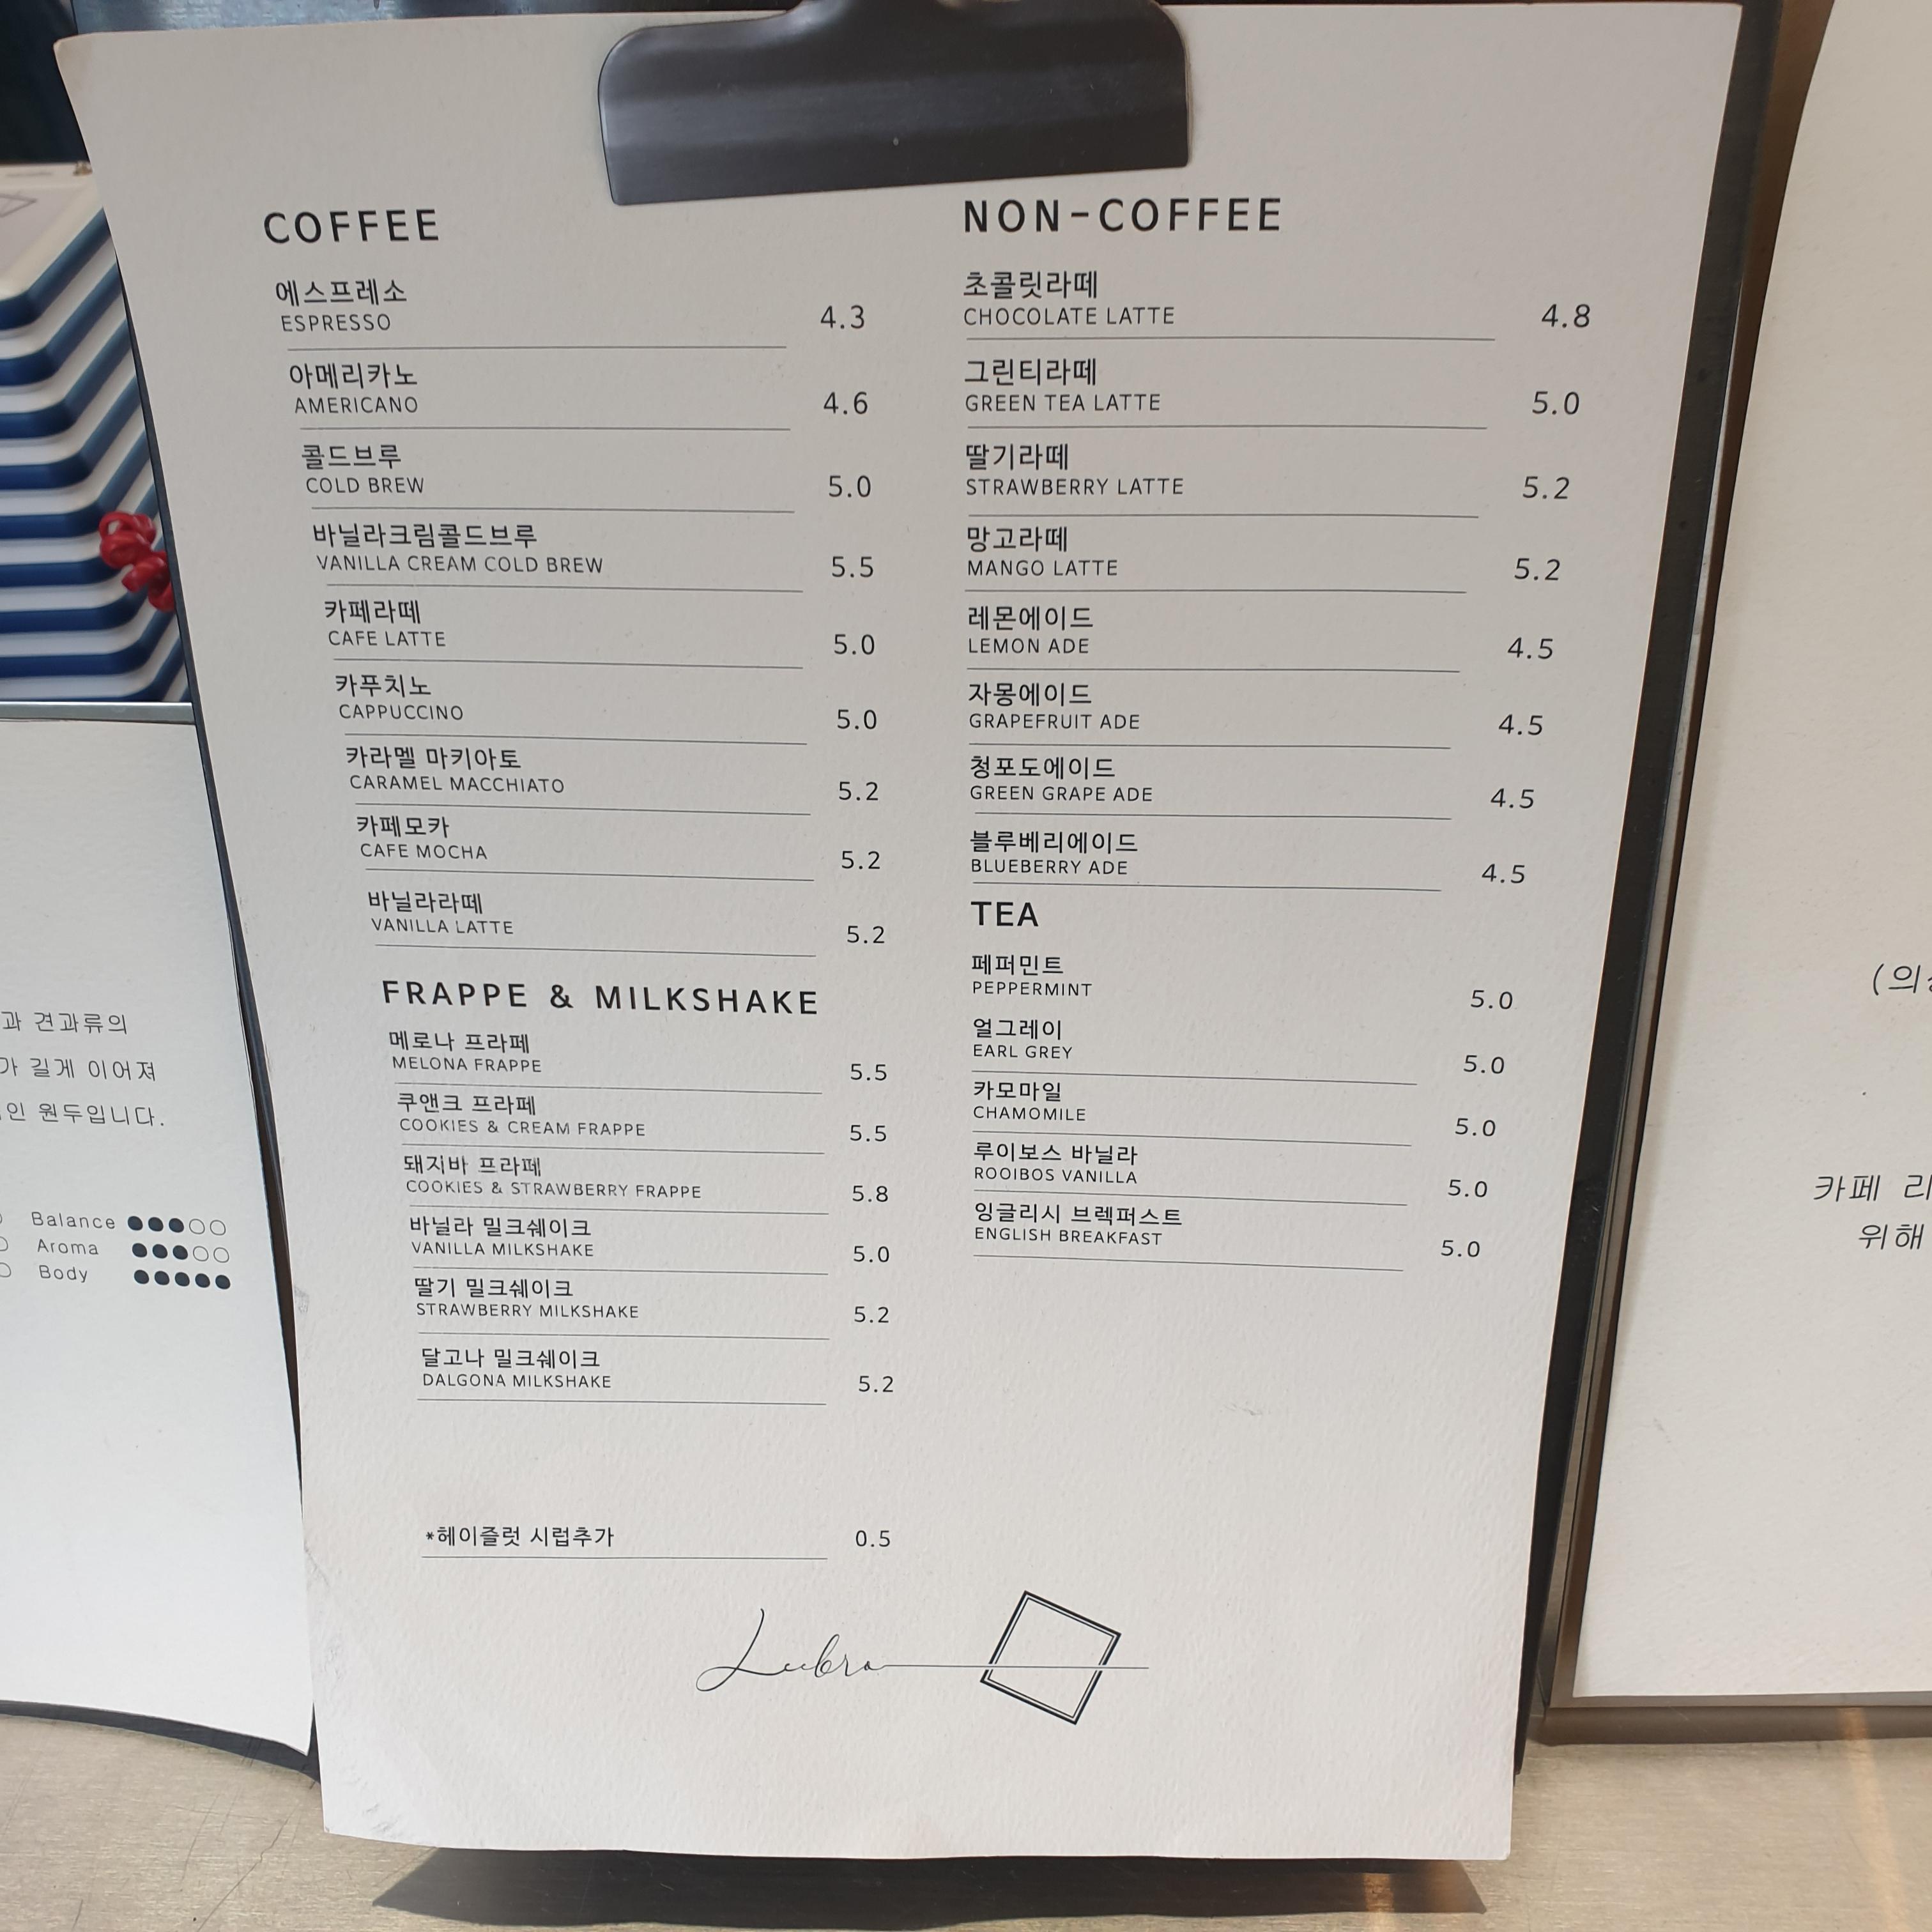 COFFEE
에스프레소
ESPRESSO 4.3
아메리카노
AMERICANO 4.6
콜드브루
COLD BREW 5.0
바닐라크림콜드브루
VANILLA CREAM COLD BREW 5.5
카페라떼
CAFE LATTE 5.0
카푸치노
CAPPUCCINO 5.0
카라멜 마키아토
CARAMEL MACCHIATO 5.2
카페모카
CAFE MOCHA 5.2
바닐라라떼
VANILLA LATTE 5.2
FRAPPE & MILKSHAKE
메로나 프라페
MELONA FRAPPE 5.5
쿠앤크 프라페
COOKIES & CREAM FRAPPE 5.5
돼지바 프라페
COOKIES & STRAWBERRY FRAPPE 5.8
바닐라 밀크쉐이크
VANILLA MILKSHAKE 5.0
딸기 밀크쉐이크
STRAWBERRY MILKSHAKE 5.2
달고나 밀크쉐이크
DALGONA MILKSHAKE 5.2
*헤이즐럿 시럽추가 0.5
NON-COFFEE
초콜릿라떼
CHOCOLATE LATTE 4.8
그린티라떼
GREEN TEA LATTE 5.0
딸기라떼
STRAWBERRY LATTE 5.2
망고라떼
MANGO LATTE 5.2
레몬에이드
LEMON ADE 4.5
자몽에이드
GRAPEFRUIT ADE 4.5
청포도에이드
GREEN GRAPE ADE 4.5
블루베리에이드
BLUEBERRY ADE 4.5
TEA
페퍼민트
PEPPERMINT 5.0
얼그레이
EARL GREY 5.0
카모마일
CHAMOMILE 5.0
루이보스 바닐라
ROOIBOS VANILLA 5.0
잉글리시 브렉퍼스트
ENGLISH BREAKFAST 5.0
과 견과류의
가 길게 이어져
인 원두입니다.
Balance
Aroma
Body
카페
위해